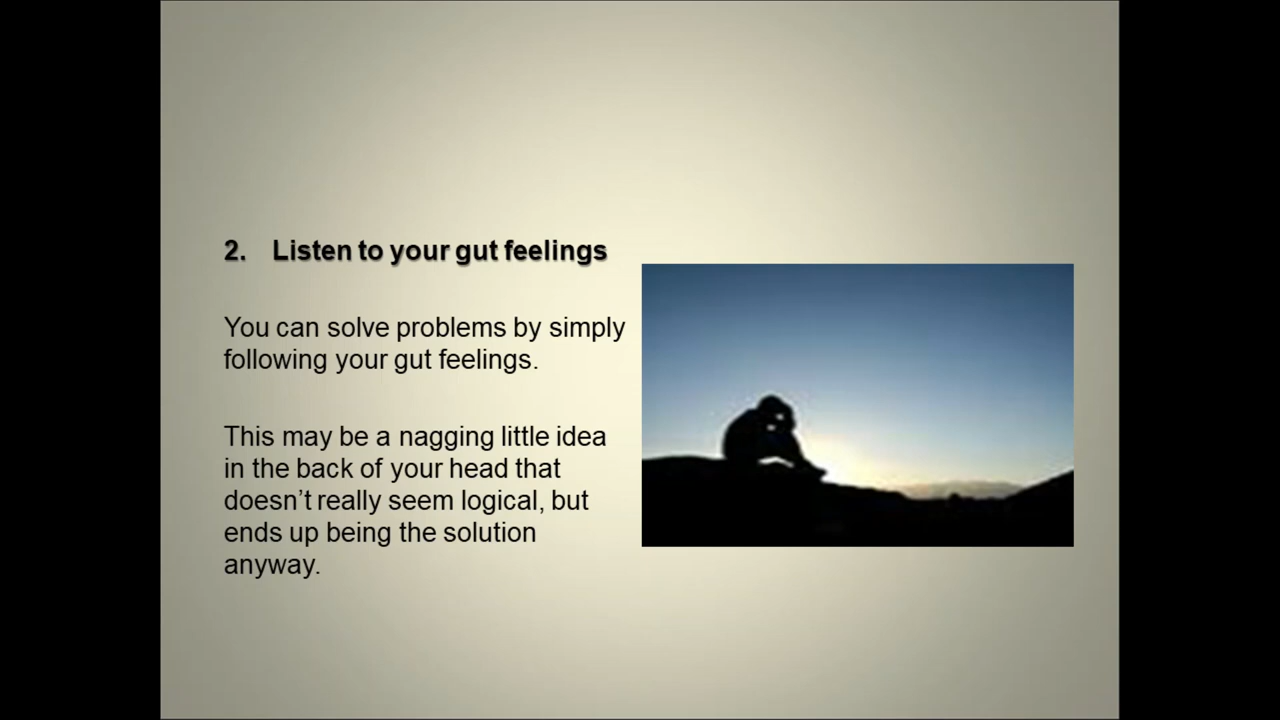 2. Listen to your gut feelings
You can solve problems by simply
following your gut feelings.
This may be a nagging little idea
in the back of your head that
doesn’t really seem logical, but
ends up being the solution
anyway.